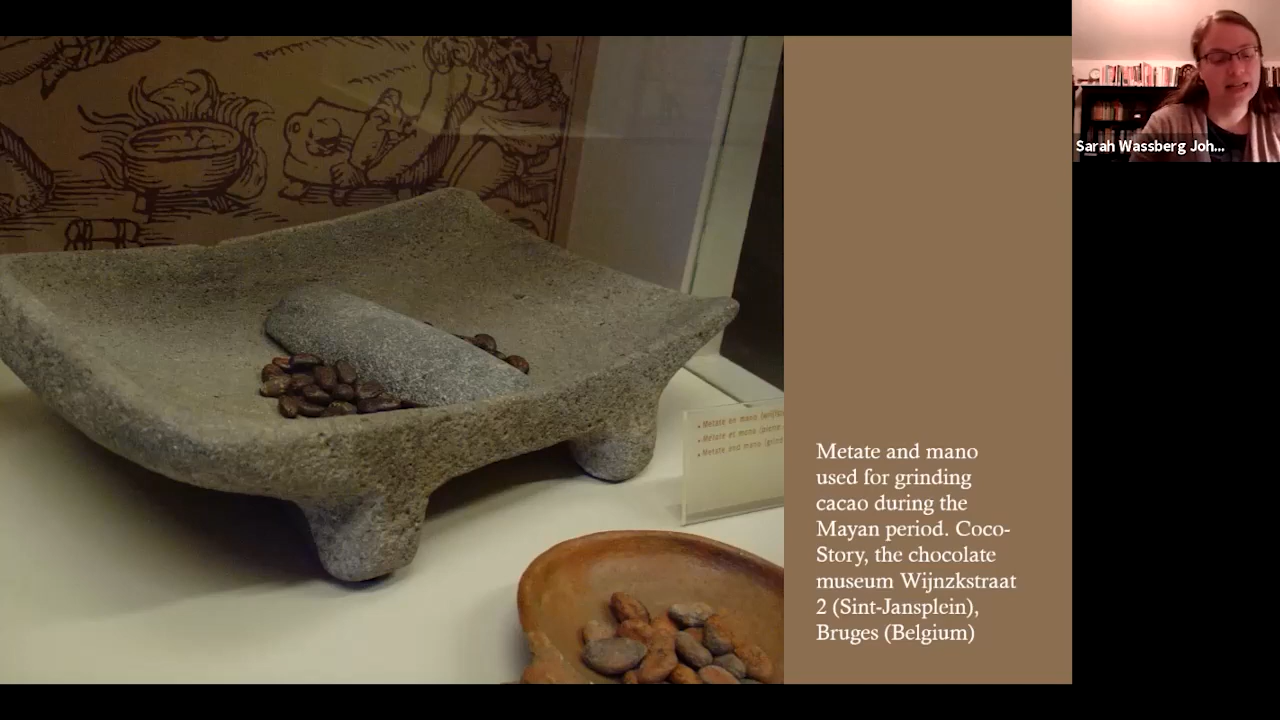 Sarah Wassberg Joh...
• Metate en mano
• Metate et mano
• Metate and mano
Metate and mano
used for grinding
cacao during the
Mayan period. Coco-
Story, the chocolate
museum Wijnzkstraat
2 (Sint-Jansplein),
Bruges (Belgium)